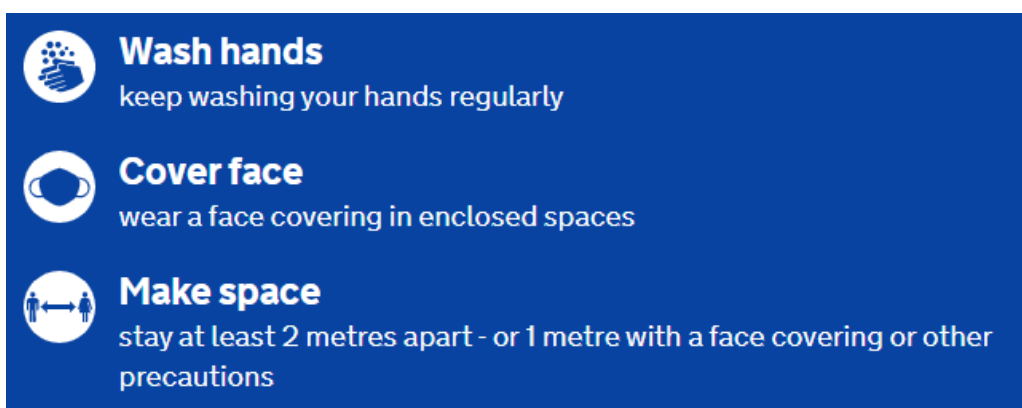 Wash hands
keep washing your hands regularly
Cover face
wear a face covering in enclosed spaces
Make space
stay at least 2 metres apart - or 1 metre with a face covering or other
precautions